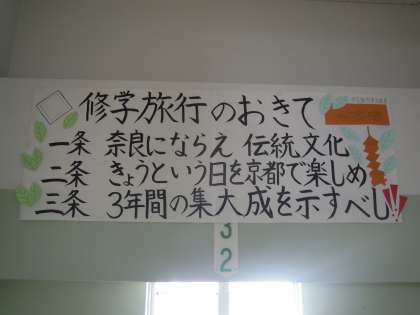 修学旅行のおきて
一条 奈良にならえ 伝統文化
二条 きょうという日を京都で楽しめ
三条 3年間の集大成を示すべし!!
3
2